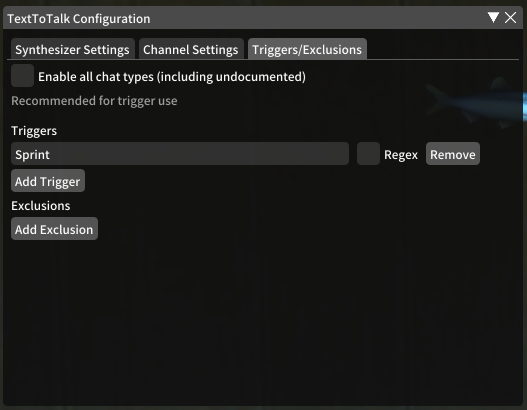 TextToTalk Configuration
Synthesizer Settings Channel Settings Triggers/Exclusions
Enable all chat types (including undocumented)
Recommended for trigger use
Triggers
Sprint Regex Remove
Add Trigger
Exclusions
Add Exclusion